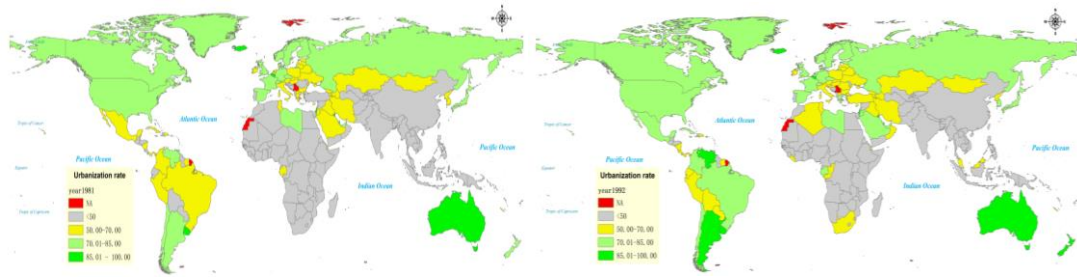 Atlantic Ocean
Pacific Ocean
Pacific Ocean
Indian Ocean
Urbanization rate
year1981
NA
<50
50.00-70.00
70.01-85.00
85.01 - 100.00
Atlantic Ocean
Pacific Ocean
Pacific Ocean
Indian Ocean
Urbanization rate
year1992
NA
<50
50.00-70.00
70.01-85.00
85.01-100.00